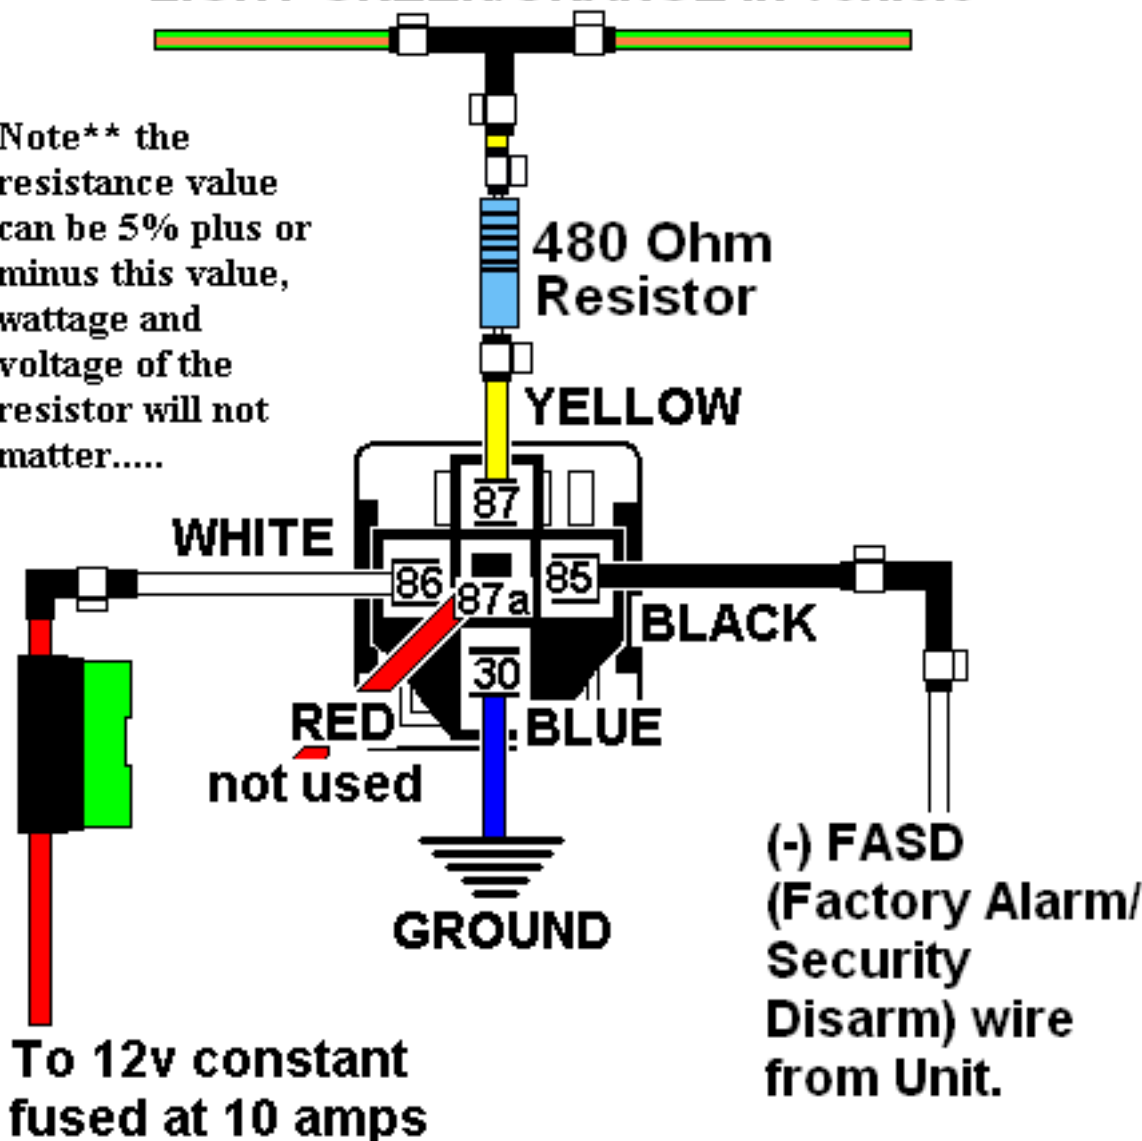 Note** the
resistance value
can be 5% plus or
minus this value,
wattage and
voltage of the
resistor will not
matter.....
480 Ohm
Resistor
YELLOW
87
WHITE
86
85
87a
BLACK
30
RED
BLUE
not used
GROUND
(-) FASD
(Factory Alarm/
Security
Disarm) wire
from Unit.
To 12v constant
fused at 10 amps